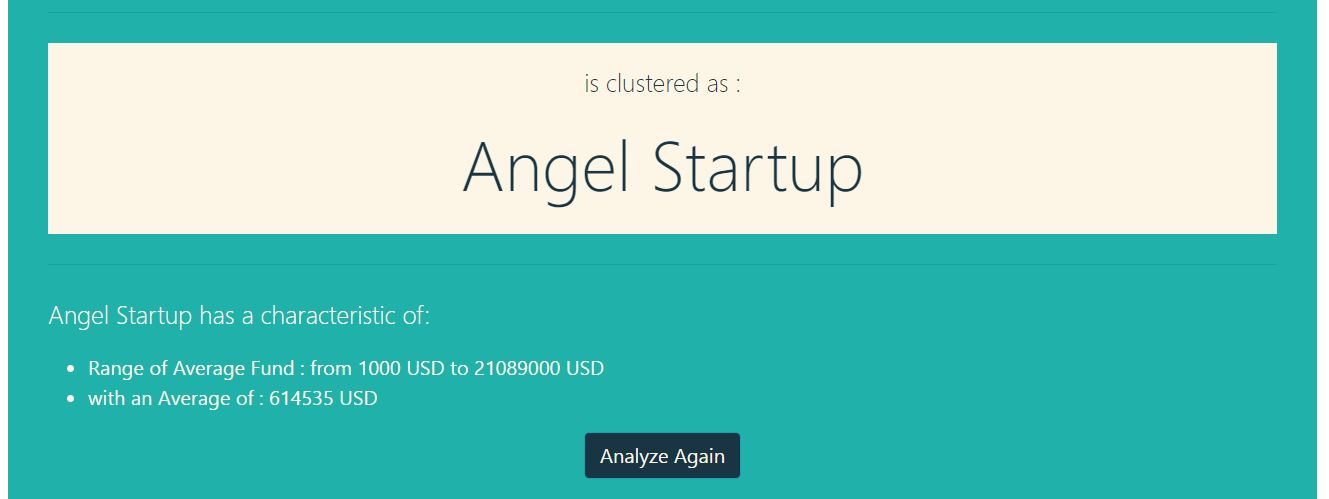 is clustered as :
Angel Startup
Angel Startup has a characteristic of:
• Range of Average Fund : from 1000 USD to 21089000 USD
• with an Average of : 614535 USD
Analyze Again